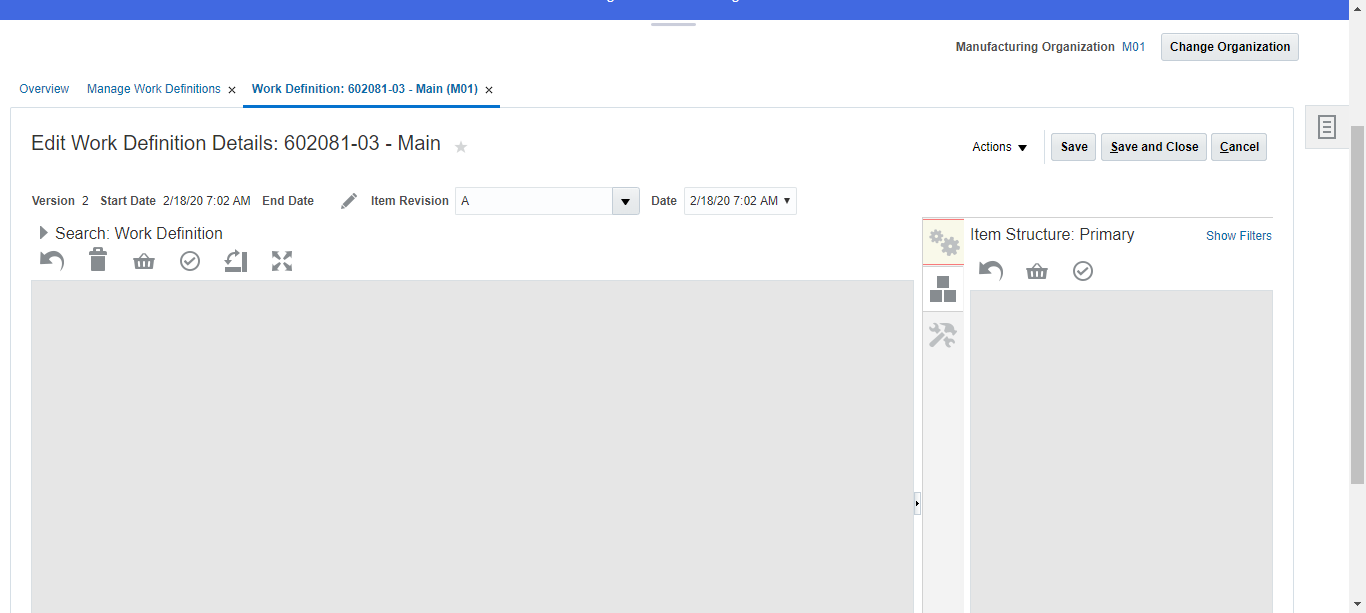 Manufacturing Organization M01 Change Organization
Overview Manage Work Definitions × Work Definition: 602081-03 - Main (M01) ×
Edit Work Definition Details: 602081-03 - Main
Actions Save Save and Close Cancel
Version 2 Start Date 2/18/20 7:02 AM End Date Item Revision A Date 2/18/20 7:02 AM
Search: Work Definition
Item Structure: Primary Show Filters